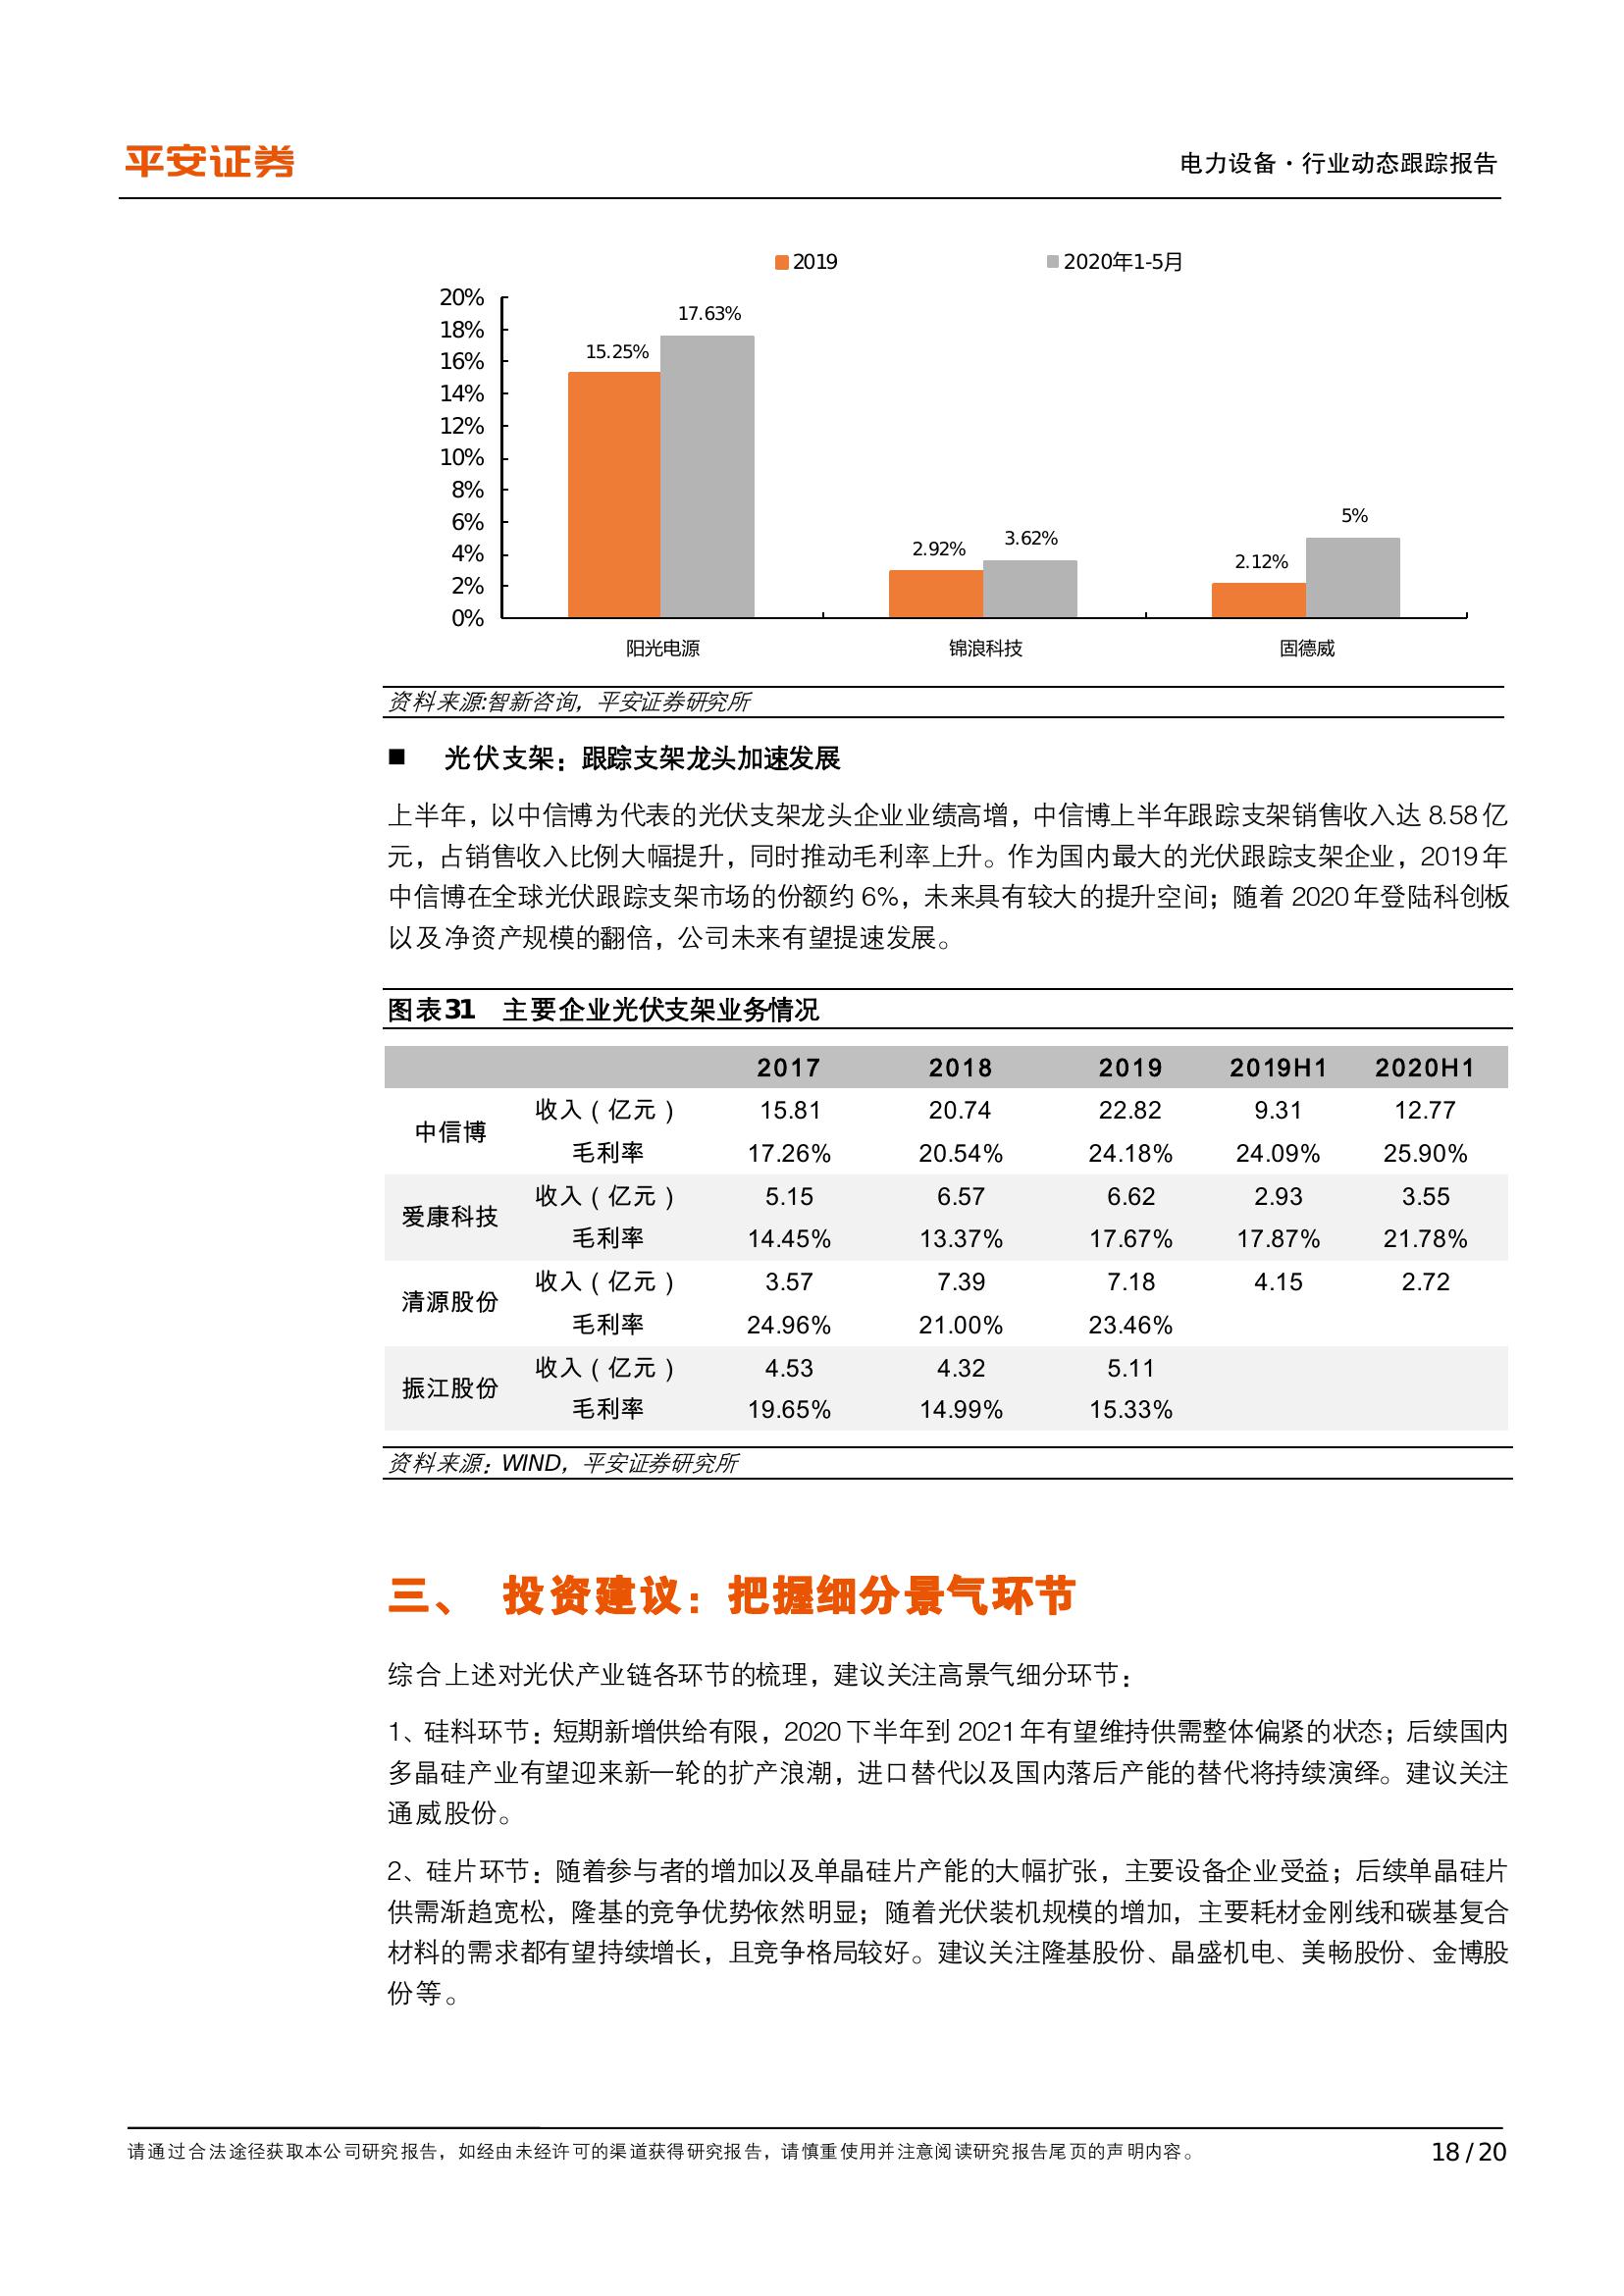 平安证券
电力设备·行业动态跟踪报告
2019
2020年1-5月
20%
18%
16%
14%
12%
10%
8%
6%
4%
2%
0%
15.25%
17.63%
2.92%
3.62%
2.12%
5%
阳光电源
锦浪科技
固德威
资料来源:智新咨询，平安证券研究所
■ 光伏支架：跟踪支架龙头加速发展
上半年，以中信博为代表的光伏支架龙头企业业绩高增，中信博上半年跟踪支架销售收入达 8.58 亿
元，占销售收入比例大幅提升，同时推动毛利率上升。作为国内最大的光伏跟踪支架企业，2019 年
中信博在全球光伏跟踪支架市场的份额约 6%，未来具有较大的提升空间；随着 2020 年登陆科创板
以及净资产规模的翻倍，公司未来有望提速发展。
图表31 主要企业光伏支架业务情况
2017 2018 2019 2019H1 2020H1
中信博
收入（亿元） 15.81 20.74 22.82 9.31 12.77
毛利率 17.26% 20.54% 24.18% 24.09% 25.90%
爱康科技
收入（亿元） 5.15 6.57 6.62 2.93 3.55
毛利率 14.45% 13.37% 17.67% 17.87% 21.78%
清源股份
收入（亿元） 3.57 7.39 7.18 4.15 2.72
毛利率 24.96% 21.00% 23.46%
振江股份
收入（亿元） 4.53 4.32 5.11
毛利率 19.65% 14.99% 15.33%
资料来源：WIND，平安证券研究所
三、 投资建议：把握细分景气环节
综合上述对光伏产业链各环节的梳理，建议关注高景气细分环节：
1、硅料环节：短期新增供给有限，2020 下半年到 2021 年有望维持供需整体偏紧的状态；后续国内
多晶硅产业有望迎来新一轮的扩产浪潮，进口替代以及国内落后产能的替代将持续演绎。建议关注
通威股份。
2、硅片环节：随着参与者的增加以及单晶硅片产能的大幅扩张，主要设备企业受益；后续单晶硅片
供需渐趋宽松，隆基的竞争优势依然明显；随着光伏装机规模的增加，主要耗材金刚线和碳基复合
材料的需求都有望持续增长，且竞争格局较好。建议关注隆基股份、晶盛机电、美畅股份、金博股
份等。
请通过合法途径获取本公司研究报告，如经由未经许可的渠道获得研究报告，请慎重使用并注意阅读研究报告尾页的声明内容。
18 / 20